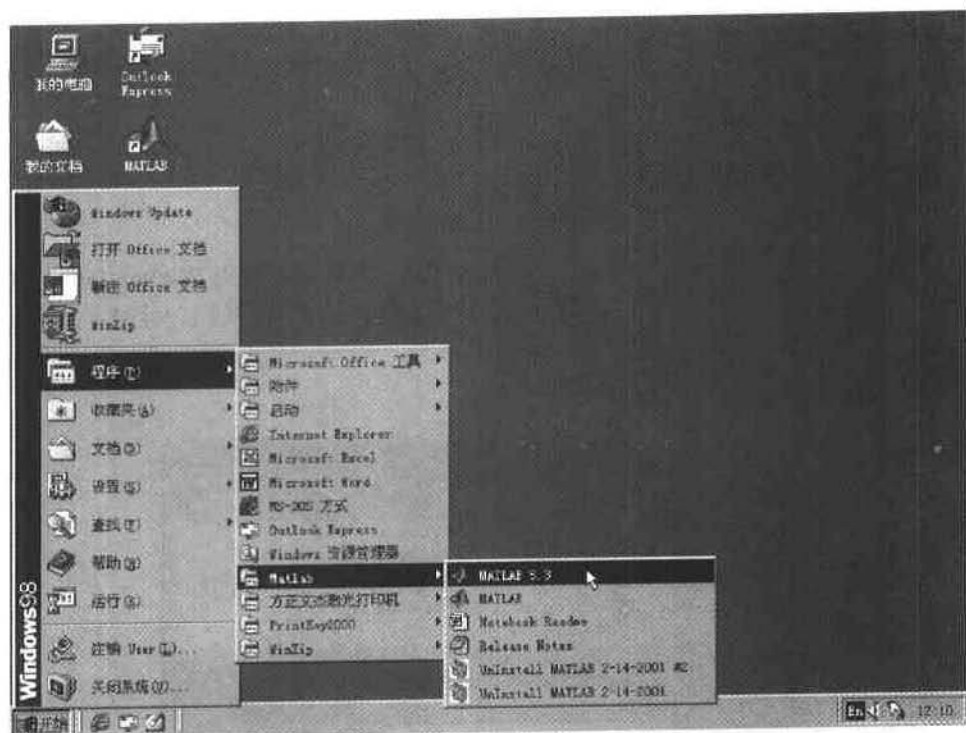 我的电脑
Outlook Express
我的文档
MATLAB
Windows Update
打开 Office 文档
新建 Office 文档
WinZip
程序(P)
收藏夹(A)
文档(D)
设置(S)
查找(F)
帮助(H)
运行(R)
注销 User(L)...
关闭系统(U)...
Windows98
Microsoft Office 工具
附件
启动
Internet Explorer
Microsoft Excel
Microsoft Word
MS-DOS 方式
Outlook Express
Windows 资源管理器
Matlab
方正文杰激光打印机
PrintKey2000
WinZip
MATLAB 5.3
MATLAB
Notebook Readme
Release Notes
UnInstall MATLAB 2-14-2001 #2
UnInstall MATLAB 2-14-2001
开始
En
12:10